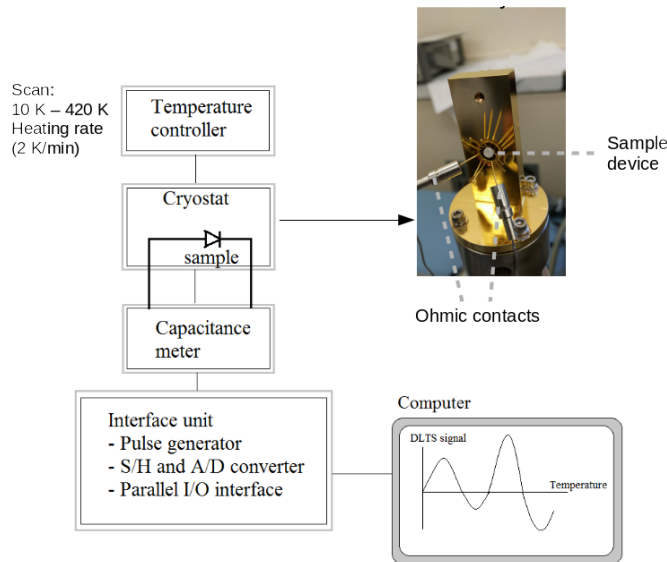 Scan:
10 K – 420 K
Heating rate
(2 K/min)
Temperature
controller
Cryostat
sample
Capacitance
meter
Interface unit
- Pulse generator
- S/H and A/D converter
- Parallel I/O interface
Sample
device
Ohmic contacts
Computer
DLTS signal
Temperature